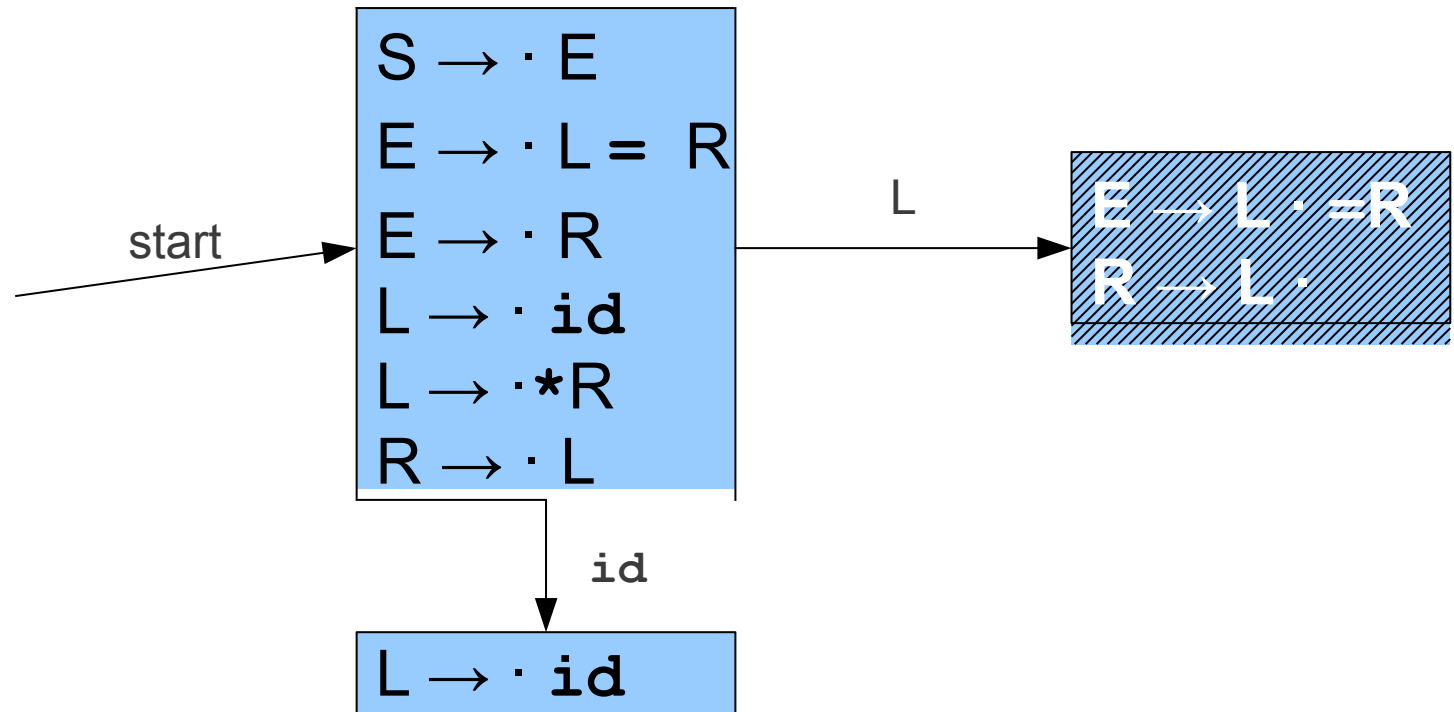 S → · E
E → · L = R
E → · R
L → · id
L → ·*R
R → · L
start
L
E → L · =R
R → L ·
id
L → · id